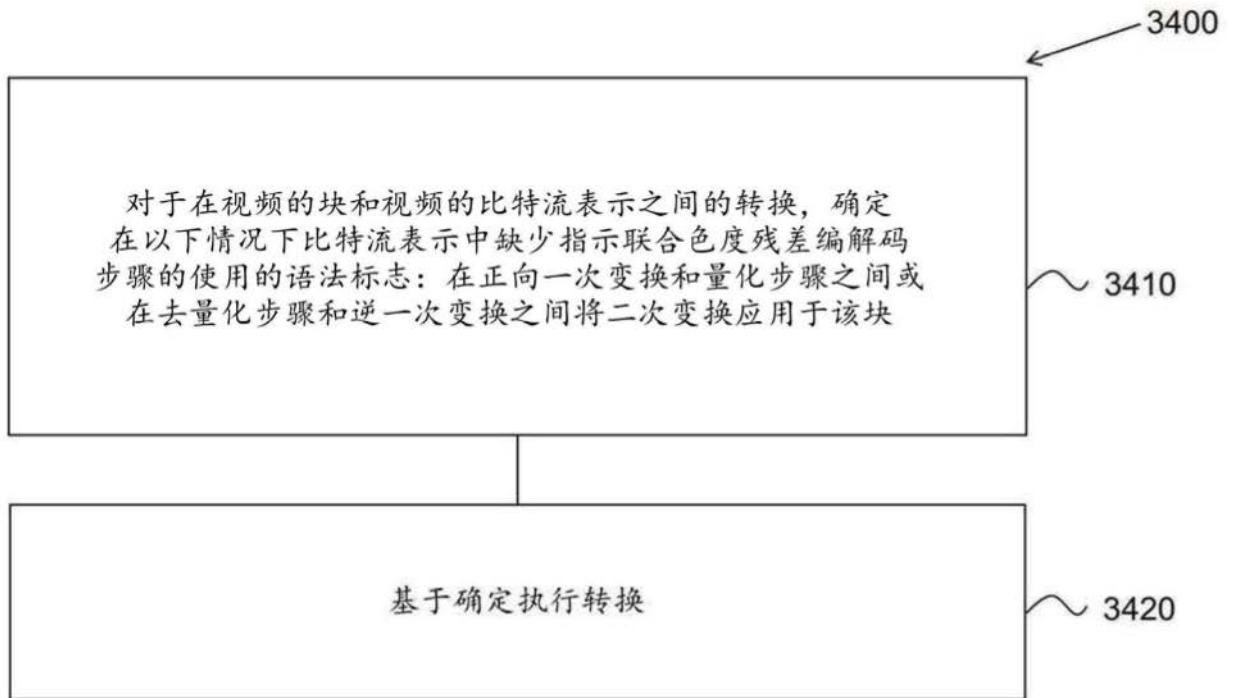 3400
对于在视频的块和视频的比特流表示之间的转换，确定
在以下情况下比特流表示中缺少指示联合色度残差编解码
步骤的使用的语法标志：在正向一次变换和量化步骤之间或
在去量化步骤和逆一次变换之间将二次变换应用于该块
3410
基于确定执行转换
3420